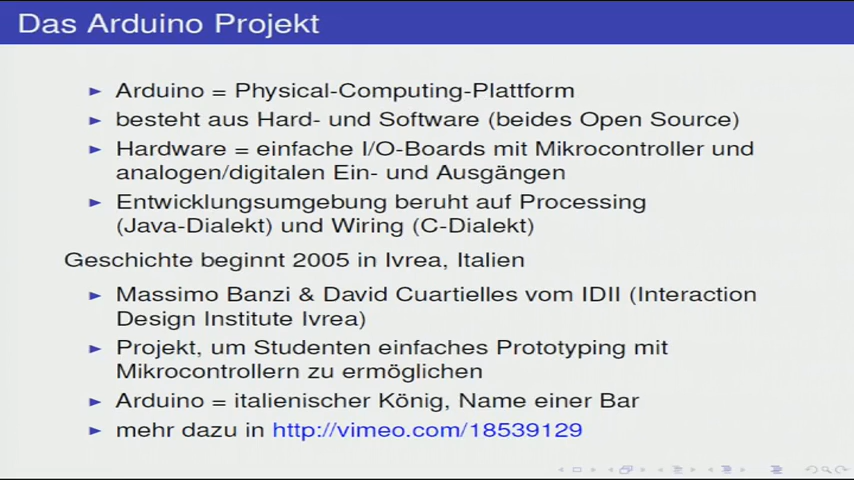 Das Arduino Projekt
Arduino = Physical-Computing-Plattform
besteht aus Hard- und Software (beides Open Source)
Hardware = einfache I/O-Boards mit Mikrocontroller und
analogen/digitalen Ein- und Ausgängen
Entwicklungsumgebung beruht auf Processing
(Java-Dialekt) und Wiring (C-Dialekt)
Geschichte beginnt 2005 in Ivrea, Italien
Massimo Banzi & David Cuartielles vom IDII (Interaction
Design Institute Ivrea)
Projekt, um Studenten einfaches Prototyping mit
Mikrocontrollern zu ermöglichen
Arduino = italienischer König, Name einer Bar
mehr dazu in http://vimeo.com/18539129